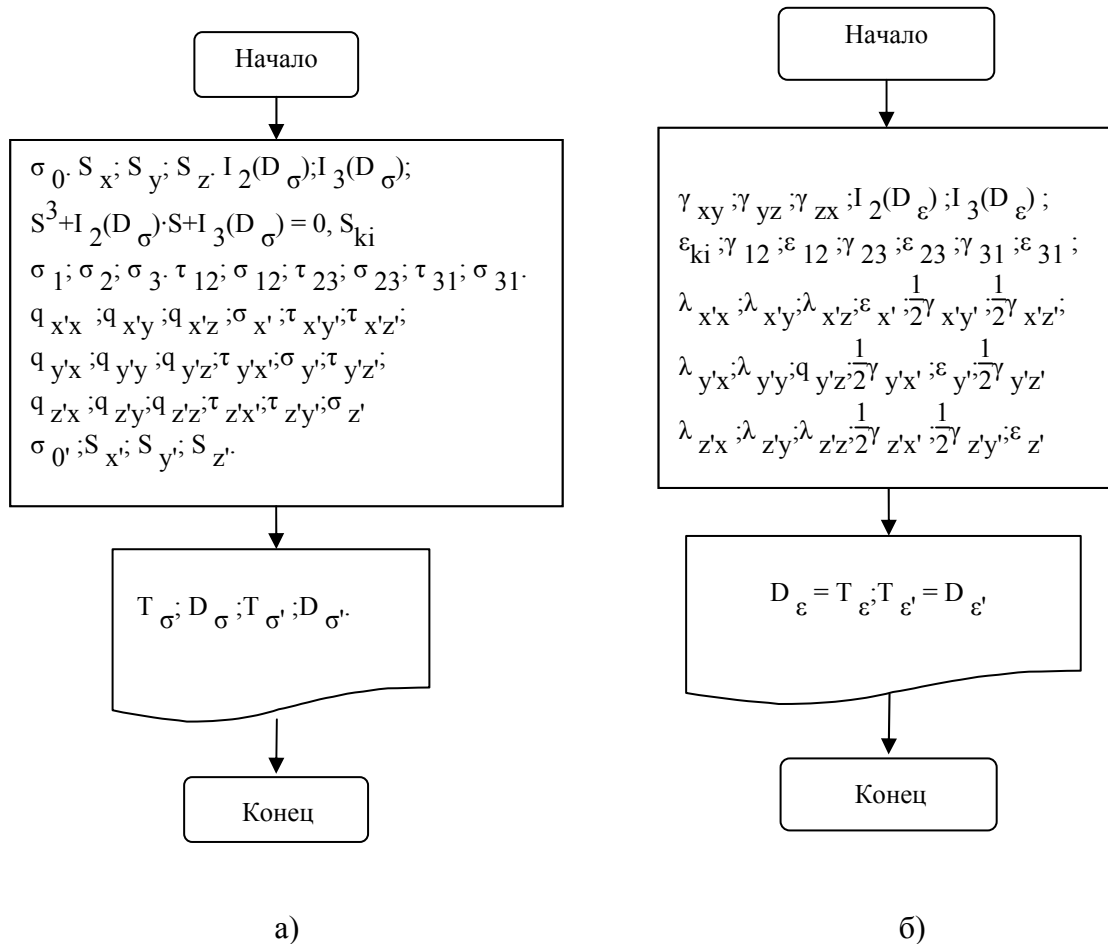 Начало
σ 0. S x; S y; S z. I 2(D σ);I 3(D σ);
S^3+I 2(D σ)·S+I 3(D σ) = 0, S ki
σ 1; σ 2; σ 3. τ 12; σ 12; τ 23; σ 23; τ 31; σ 31.
q x'x ;q x'y ;q x'z ;σ x' ;τ x'y';τ x'z';
q y'x ;q y'y ;q y'z;τ y'x';σ y';τ y'z';
q z'x ;q z'y;q z'z;τ z'x';τ z'y';σ z'
σ 0' ;S x'; S y'; S z'.
T σ; D σ ;T σ' ;D σ'.
Конец
а)
Начало
γ xy ;γ yz ;γ zx ;I 2(D ε) ;I 3(D ε) ;
ε ki ;γ 12 ;ε 12 ;γ 23 ;ε 23 ;γ 31 ;ε 31 ;
λ x'x ;λ x'y;λ x'z;ε x' ;1/2γ x'y' ;1/2γ x'z';
λ y'x;λ y'y;q y'z;1/2γ y'x' ;ε y';1/2γ y'z'
λ z'x ;λ z'y;λ z'z;1/2γ z'x' ;1/2γ z'y';ε z'
D ε = T ε;T ε' = D ε'
Конец
б)